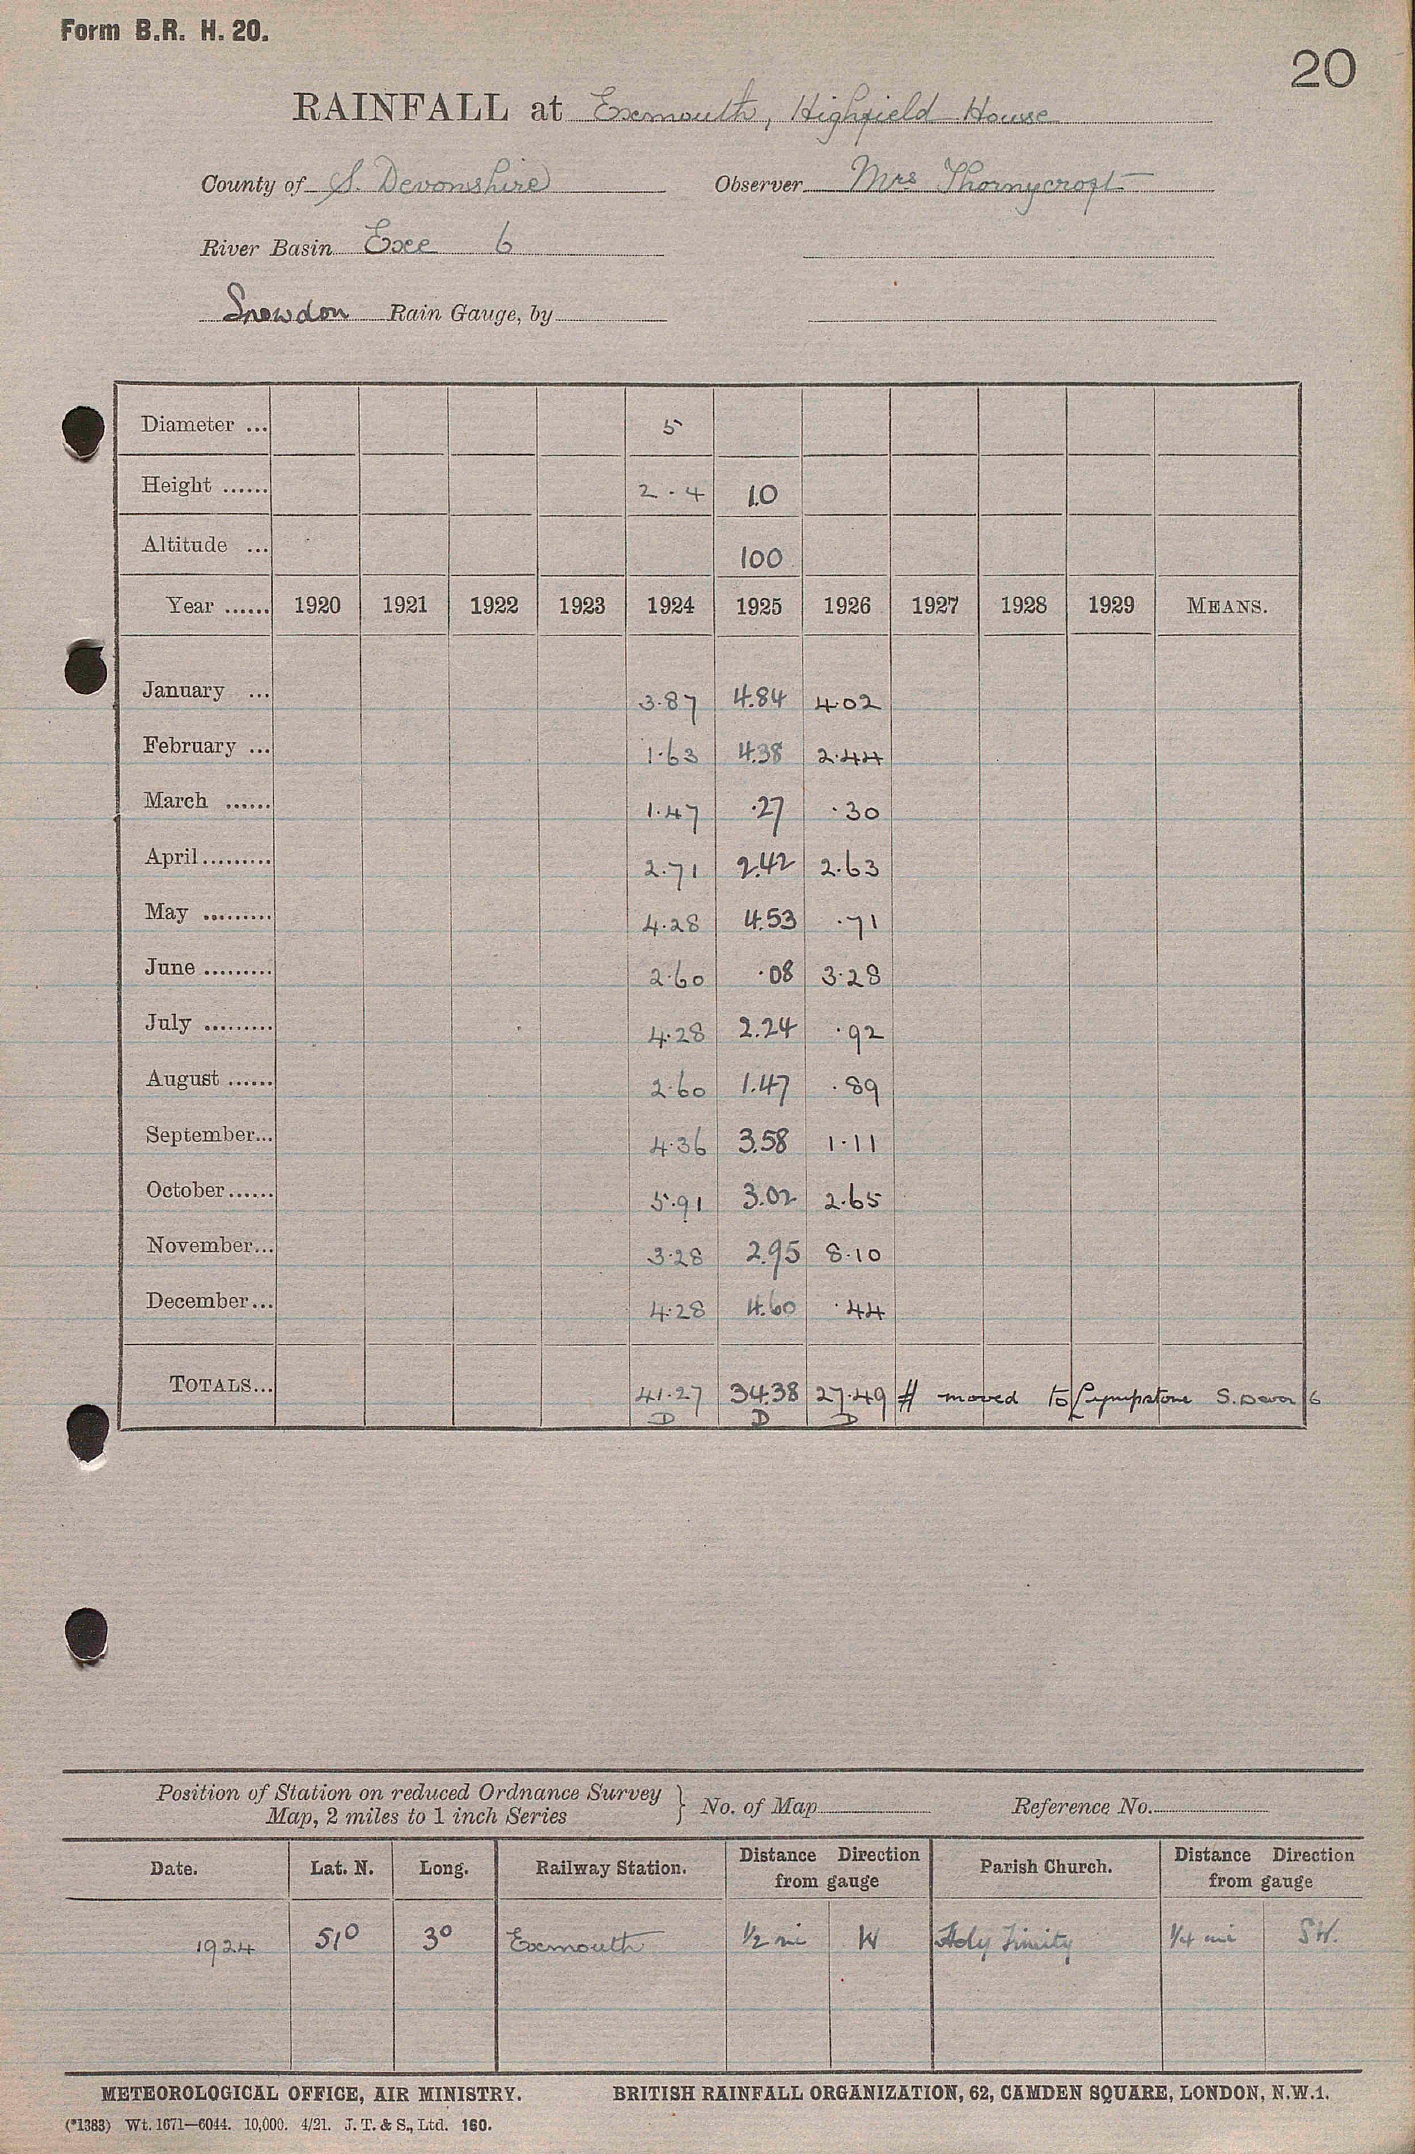 Form B.R. H. 20.
20
RAINFALL at Exmouth, Highfield House
County of S. Devonshire Observer Mrs Thornycroft
River Basin Exe 6
Snowdon Rain Gauge, by
Diameter ... 5
Height ...... 2.4 1.0
Altitude ... 100
Year ...... 1920 1921 1922 1923 1924 1925 1926 1927 1928 1929 MEANS.
January ... 3.87 4.84 4.02
February ... 1.63 4.38 2.44
March ...... 1.47 .27 .30
April ......... 2.71 2.42 2.63
May ......... 4.28 4.53 .71
June ......... 2.60 .08 3.28
July ......... 4.28 2.24 .92
August ...... 2.60 1.47 .89
September... 4.36 3.58 1.11
October ...... 5.91 3.02 2.65
November... 3.28 2.95 8.10
December... 4.28 4.60 .44
TOTALS... 41.27 34.38 27.49 # moved to Lympstone S. Devon 6
D D D
Position of Station on reduced Ordnance Survey Map, 2 miles to 1 inch Series } No. of Map Reference No.
Date. Lat. N. Long. Railway Station. Distance Direction from gauge Parish Church. Distance Direction from gauge
1924 51° 3° Exmouth 1/2 mi W Holy Trinity 1/4 mi SW.
METEOROLOGICAL OFFICE, AIR MINISTRY. BRITISH RAINFALL ORGANIZATION, 62, CAMDEN SQUARE, LONDON, N.W.1.
(*1383) Wt. 1671—6044. 10,000. 4/21. J. T. & S., Ltd. 160.